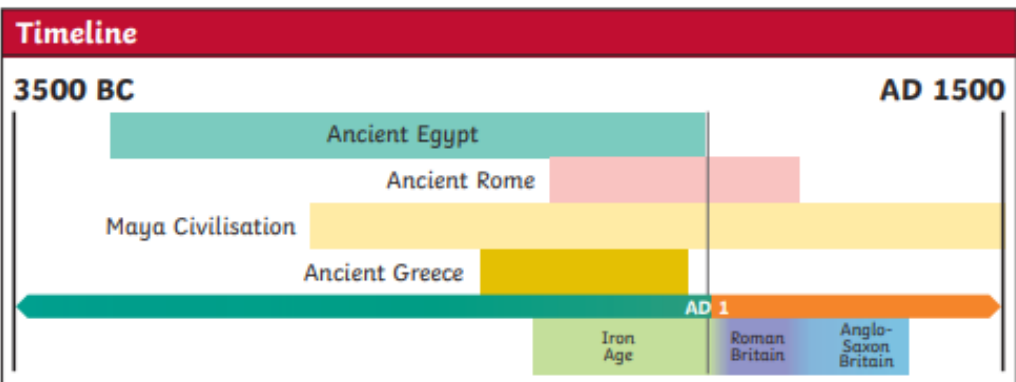 Timeline
3500 BC
AD 1500
Ancient Egypt
Ancient Rome
Maya Civilisation
Ancient Greece
AD 1
Iron
Age
Roman
Britain
Anglo-
Saxon
Britain